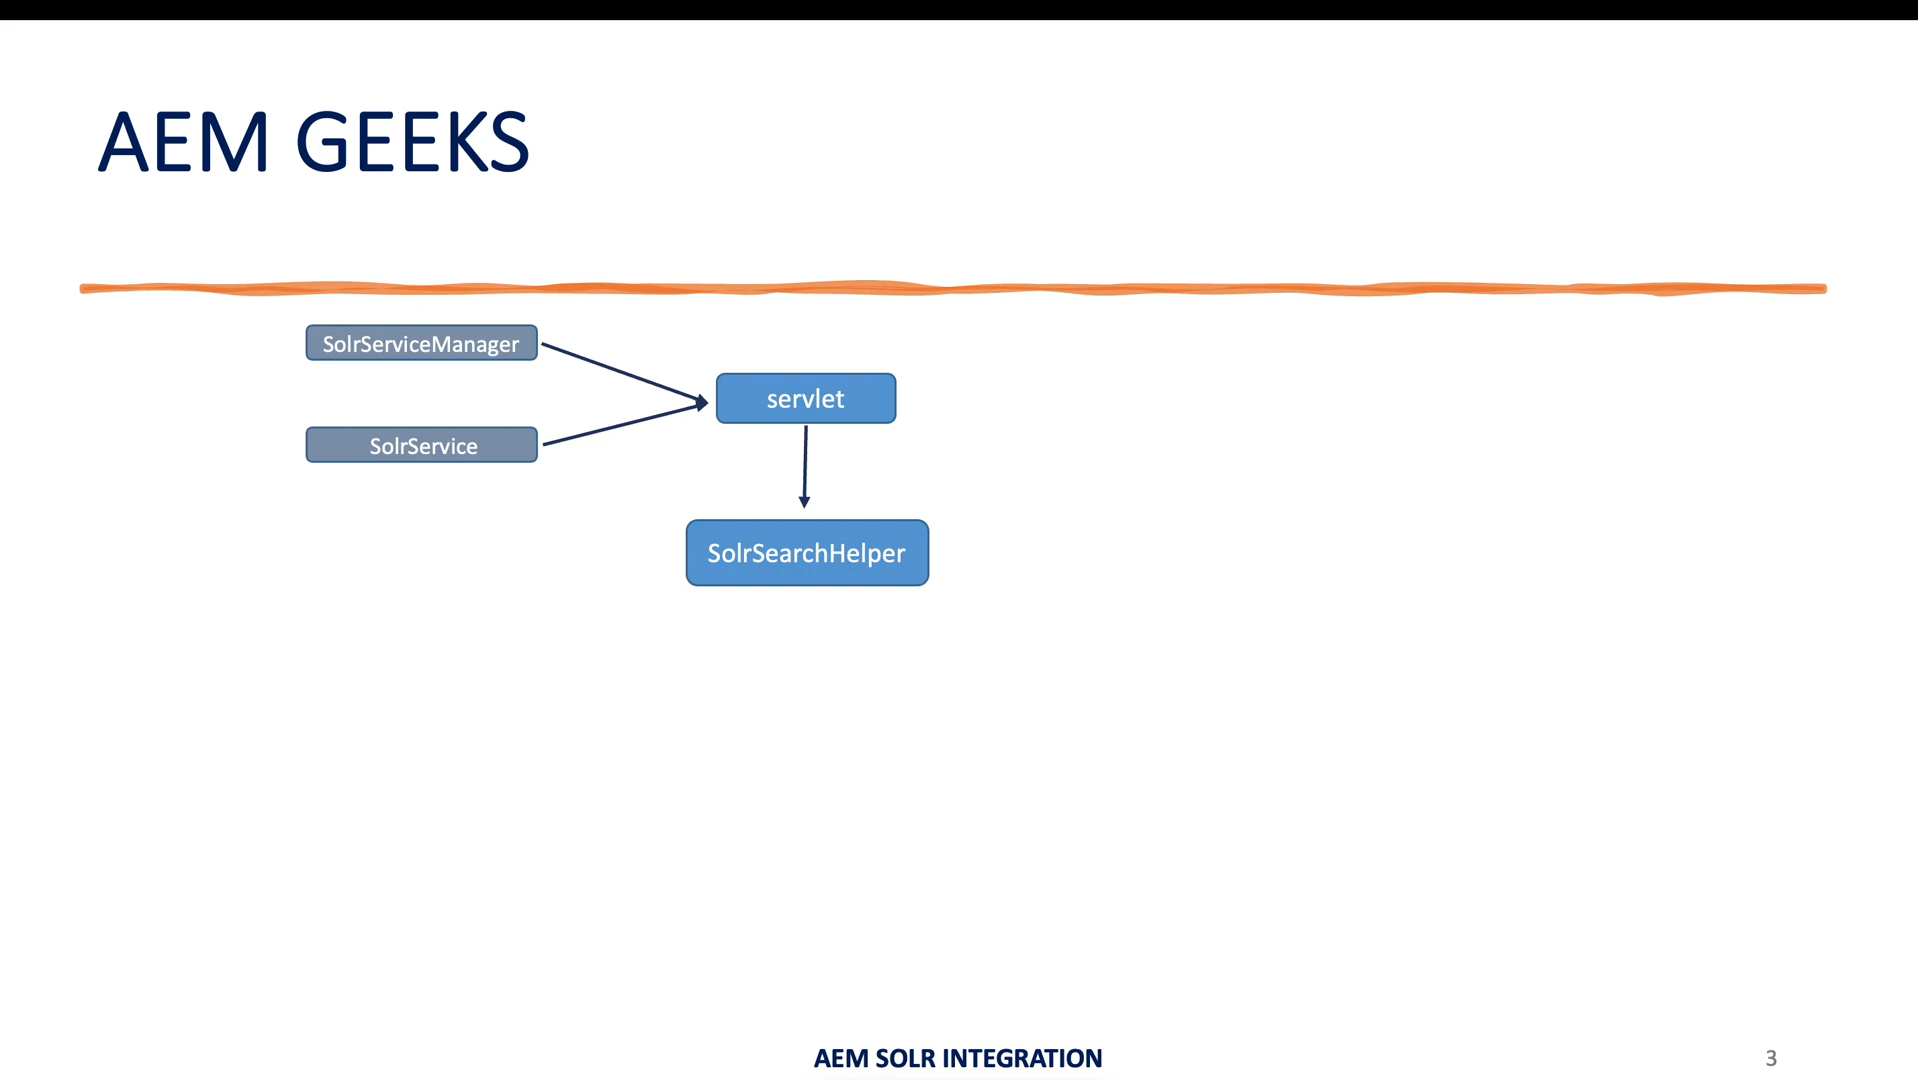 AEM GEEKS
SolrServiceManager
servlet
SolrService
SolrSearchHelper
AEM SOLR INTEGRATION
3